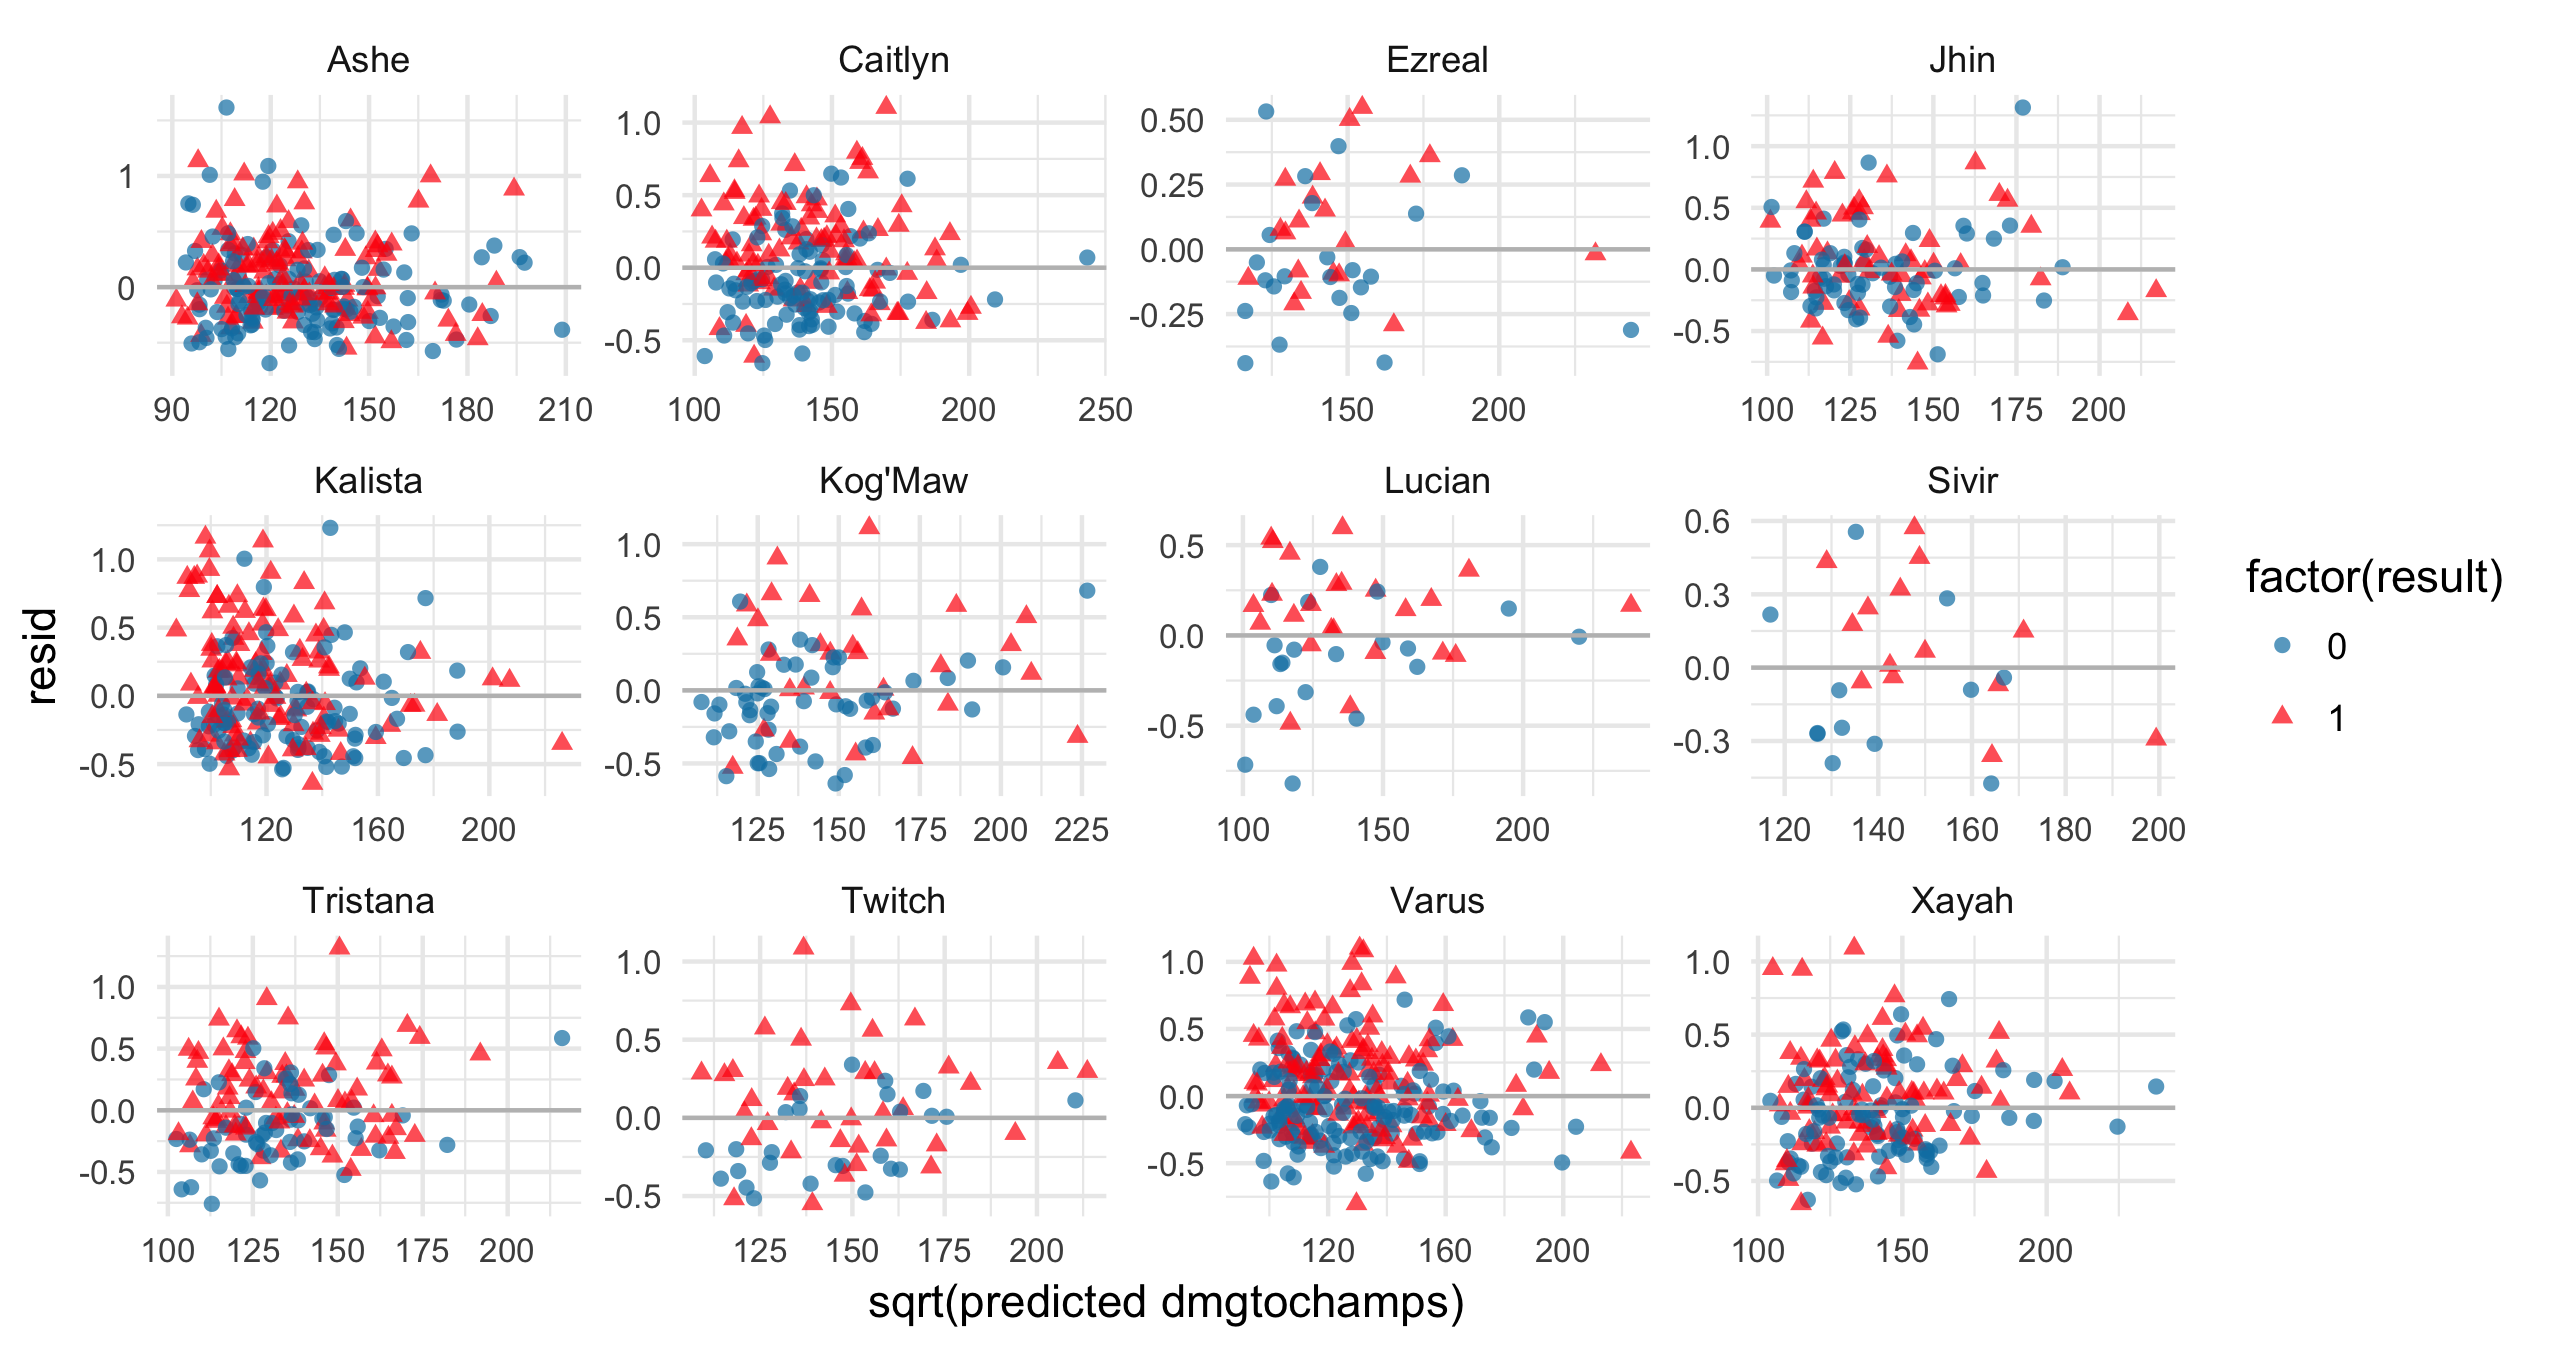 Ashe Caitlyn Ezreal Jhin
1
0
1.0
0.5
0.0
-0.5
0.50
0.25
0.00
-0.25
1.0
0.5
0.0
-0.5
90 120 150 180 210
100 150 200 250
150 200
100 125 150 175 200
Kalista Kog'Maw Lucian Sivir
1.0
0.5
0.0
-0.5
1.0
0.5
0.0
-0.5
0.5
0.0
-0.5
0.6
0.3
0.0
-0.3
120 160 200
125 150 175 200 225
100 150 200
120 140 160 180 200
Tristana Twitch Varus Xayah
1.0
0.5
0.0
-0.5
1.0
0.5
0.0
-0.5
1.0
0.5
0.0
-0.5
1.0
0.5
0.0
-0.5
100 125 150 175 200
125 150 175 200
120 160 200
100 150 200
resid
sqrt(predicted dmgtochamps)
factor(result)
0
1